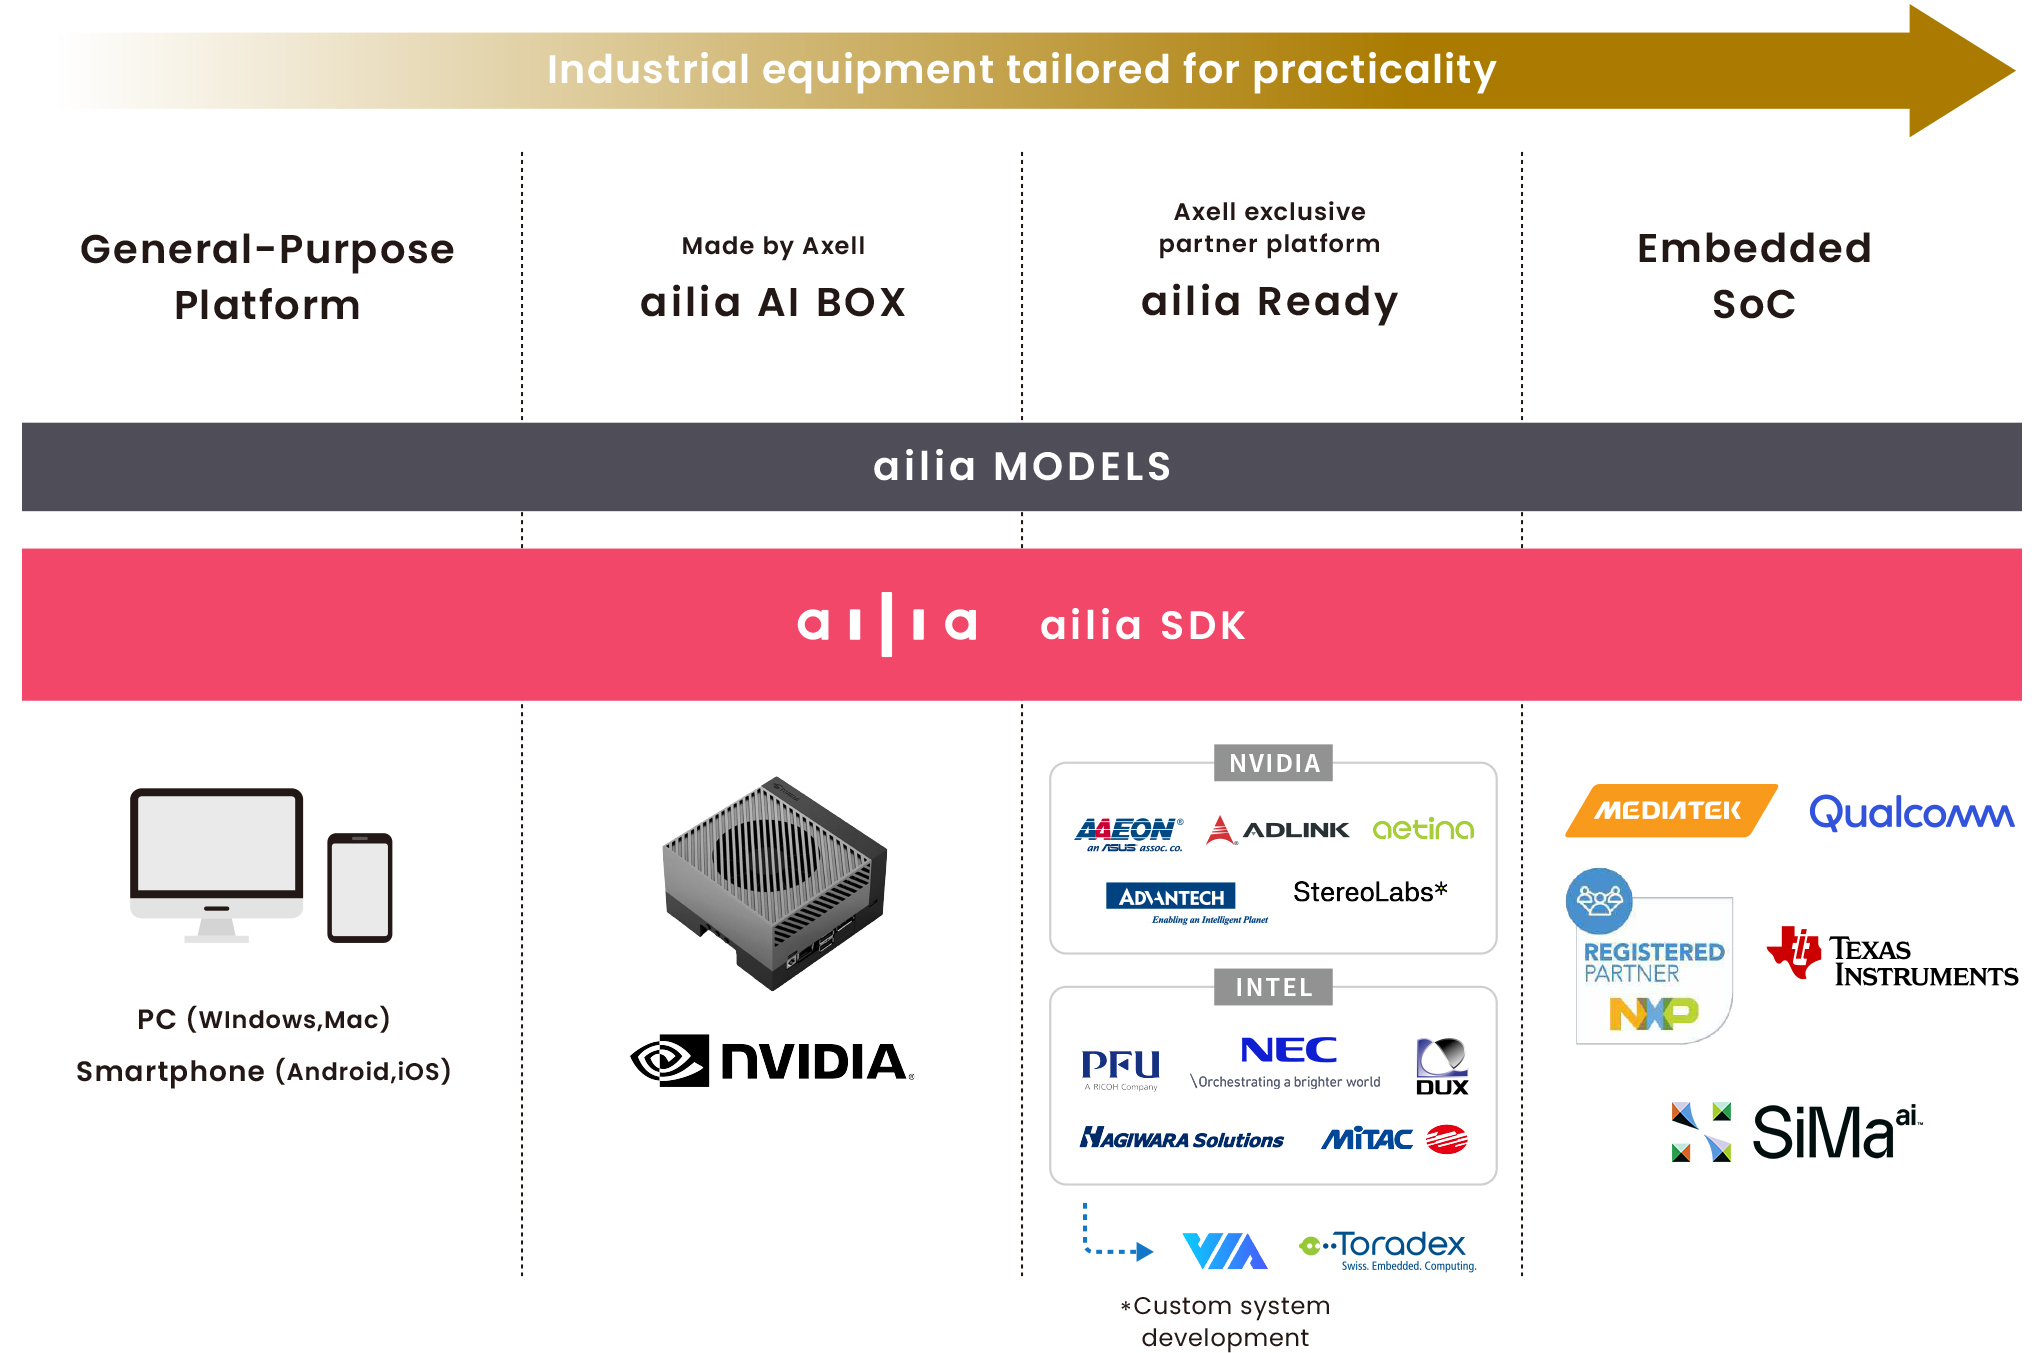 Industrial equipment tailored for practicality
General-Purpose
Platform
Made by Axell
ailia AI BOX
Axell exclusive
partner platform
ailia Ready
Embedded
SoC
ailia MODELS
ailia ailia SDK
PC (WIndows,Mac)
Smartphone (Android,iOS)
NVIDIA®
NVIDIA
AAEON®
an ASUS assoc. co.
ADLINK®
aetina
ADVANTECH
Enabling an Intelligent Planet
StereoLabs*
INTEL
PFU
A RICOH Company
NEC
\Orchestrating a brighter world
DUX
HAGIWARA Solutions
MiTAC
VIA
Toradex
Swiss. Embedded. Computing.
*Custom system
development
MEDIATEK
Qualcomm
REGISTERED
PARTNER
NXP
TEXAS
INSTRUMENTS
SiMa ai™